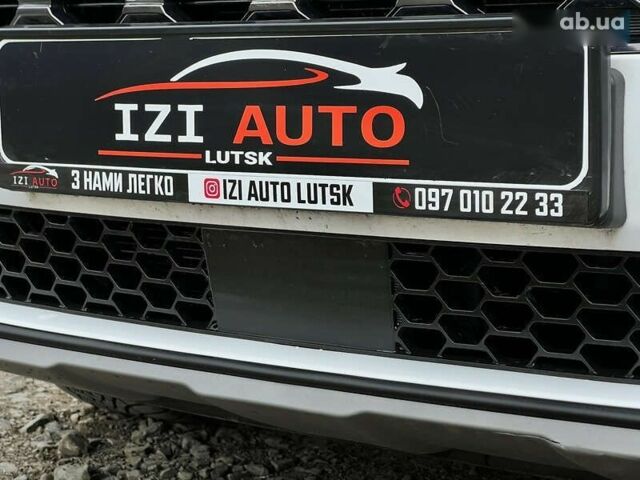 ab.ua
IZI AUTO
LUTSK
IZI AUTO З НАМИ ЛЕГКО IZI AUTO LUTSK 097 010 22 33